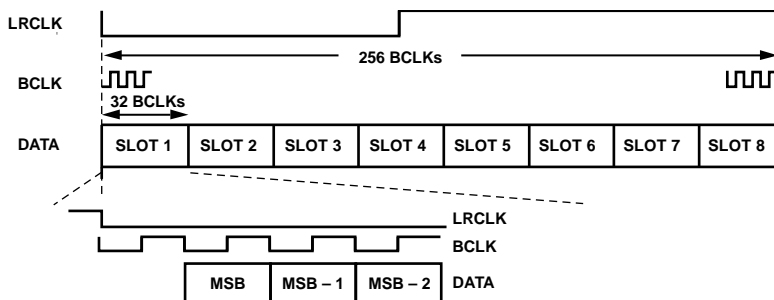 LRCLK
256 BCLKs
BCLK
32 BCLKs
DATA SLOT 1 SLOT 2 SLOT 3 SLOT 4 SLOT 5 SLOT 6 SLOT 7 SLOT 8
LRCLK
BCLK
MSB MSB – 1 MSB – 2 DATA